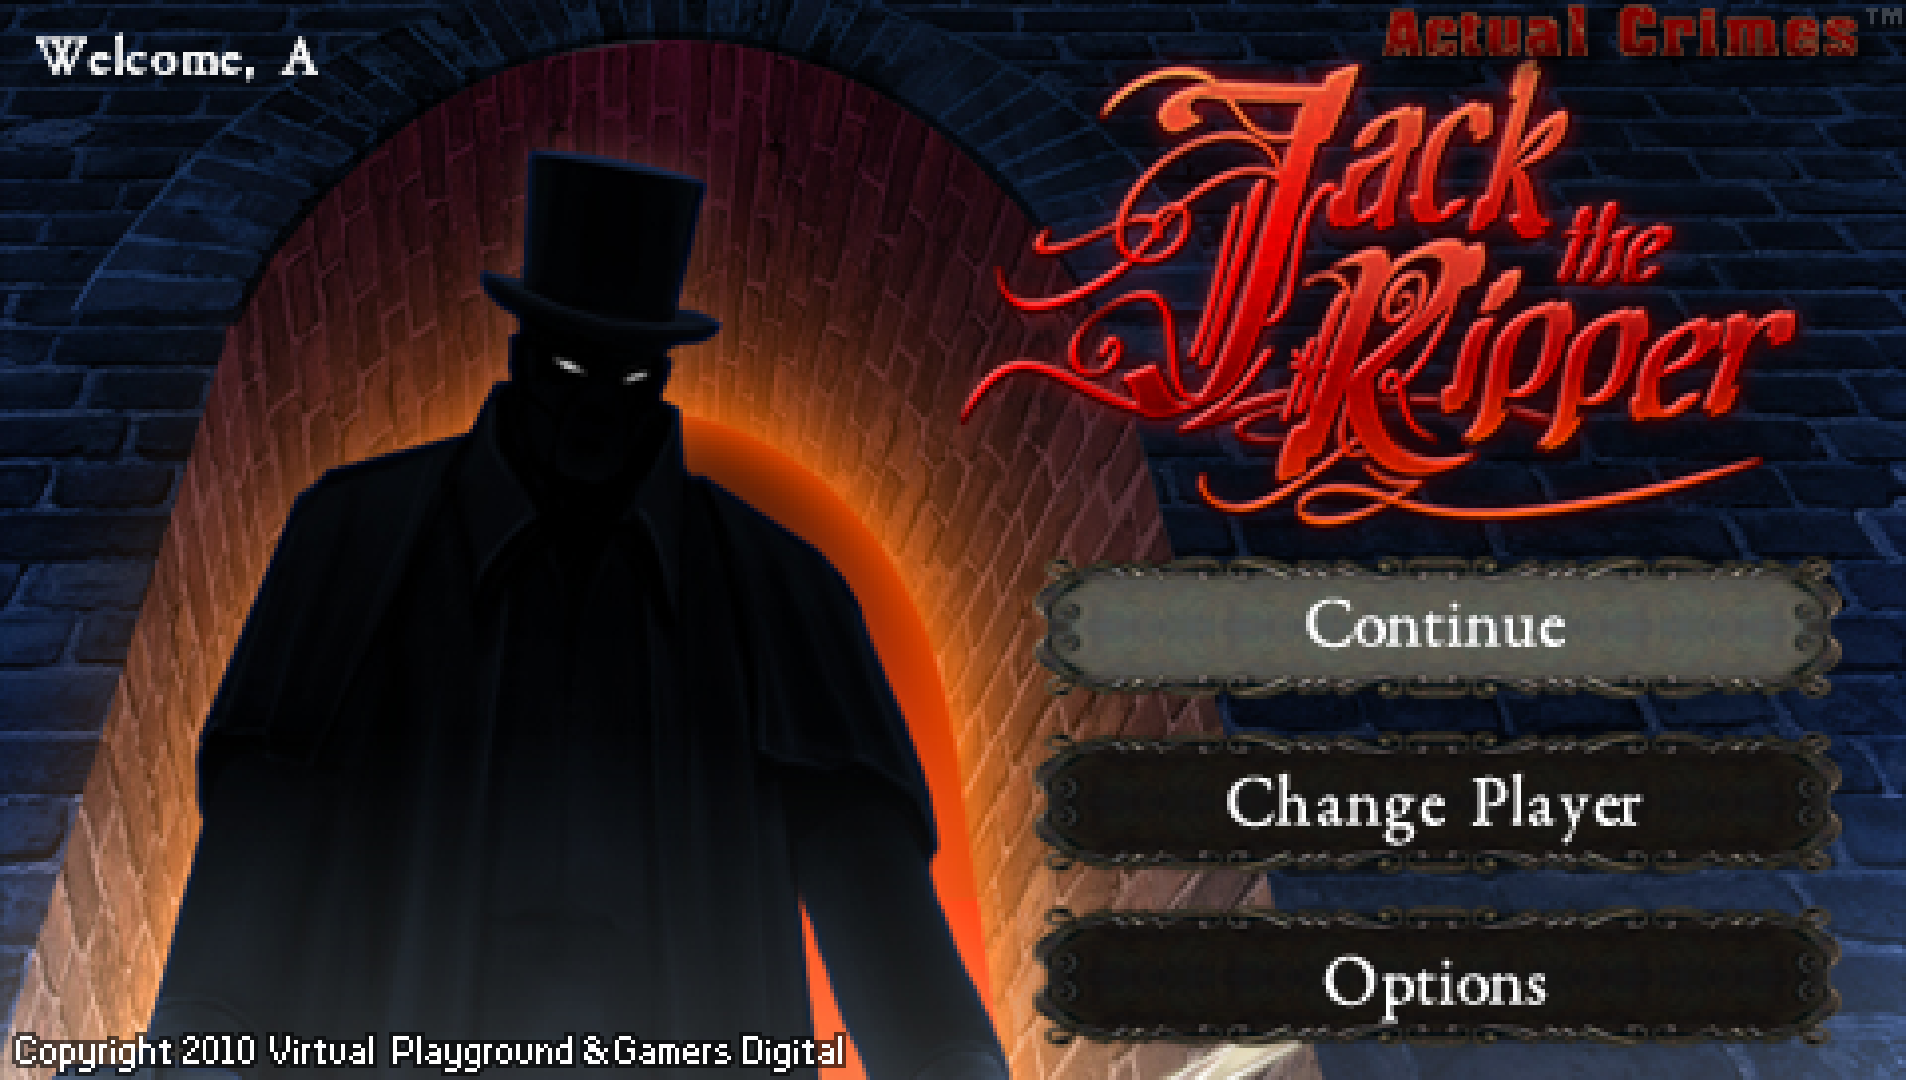 Welcome, A
Actual Crimes™
Jack
the
Ripper
Continue
Change Player
Options
Copyright 2010 Virtual Playground & Gamers Digital